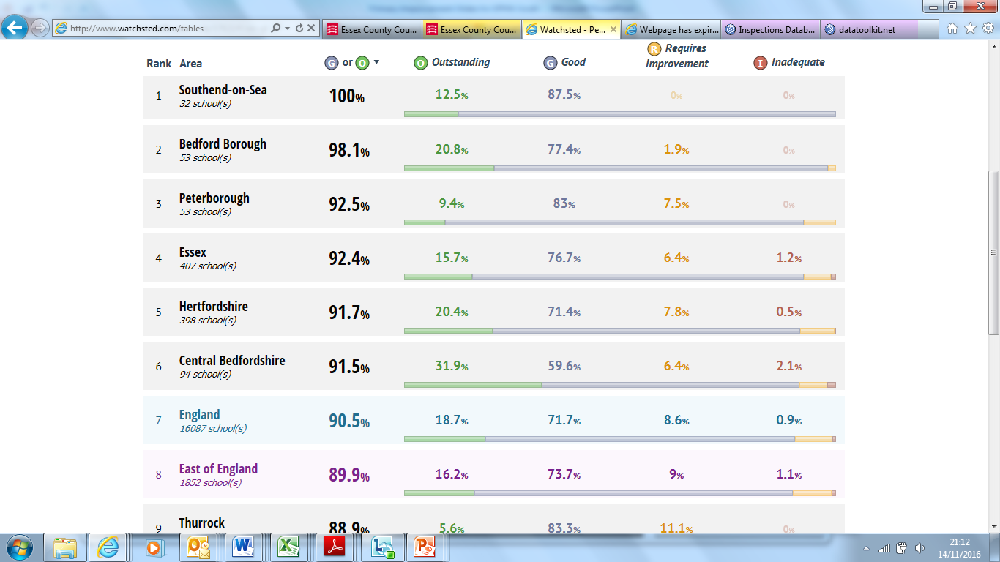 http://www.watchsted.com/tables
Essex County Cou...
Essex County Cou...
Watchsted - Pe...
Webpage has expir...
Inspections Datab...
datatoolkit.net
Rank Area G or O O Outstanding G Good R Requires Improvement I Inadequate
1 Southend-on-Sea 100% 12.5% 87.5% 0% 0%
32 school(s)
2 Bedford Borough 98.1% 20.8% 77.4% 1.9% 0%
53 school(s)
3 Peterborough 92.5% 9.4% 83% 7.5% 0%
53 school(s)
4 Essex 92.4% 15.7% 76.7% 6.4% 1.2%
407 school(s)
5 Hertfordshire 91.7% 20.4% 71.4% 7.8% 0.5%
398 school(s)
6 Central Bedfordshire 91.5% 31.9% 59.6% 6.4% 2.1%
94 school(s)
7 England 90.5% 18.7% 71.7% 8.6% 0.9%
16087 school(s)
8 East of England 89.9% 16.2% 73.7% 9% 1.1%
1852 school(s)
9 Thurrock 88.9% 5.6% 83.3% 11.1% 0%
21:12
14/11/2016